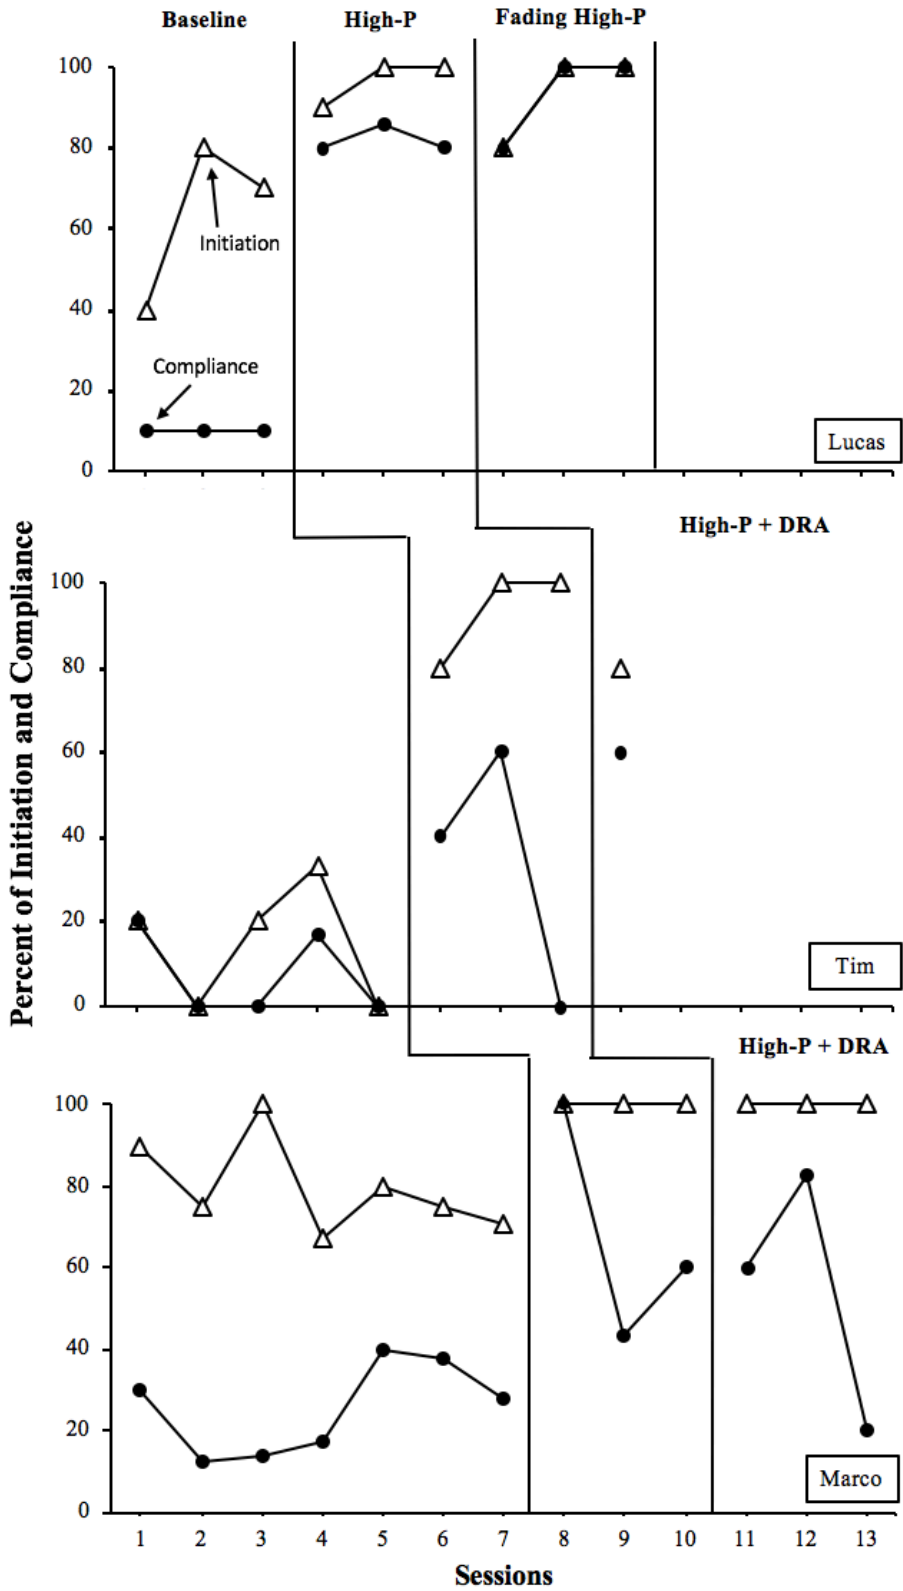 Baseline High-P Fading High-P
100
80
60
40
20
0
Initiation
Compliance
Lucas
High-P + DRA
100
80
60
40
20
0
Tim
High-P + DRA
100
80
60
40
20
0
Marco
1 2 3 4 5 6 7 8 9 10 11 12 13
Sessions
Percent of Initiation and Compliance